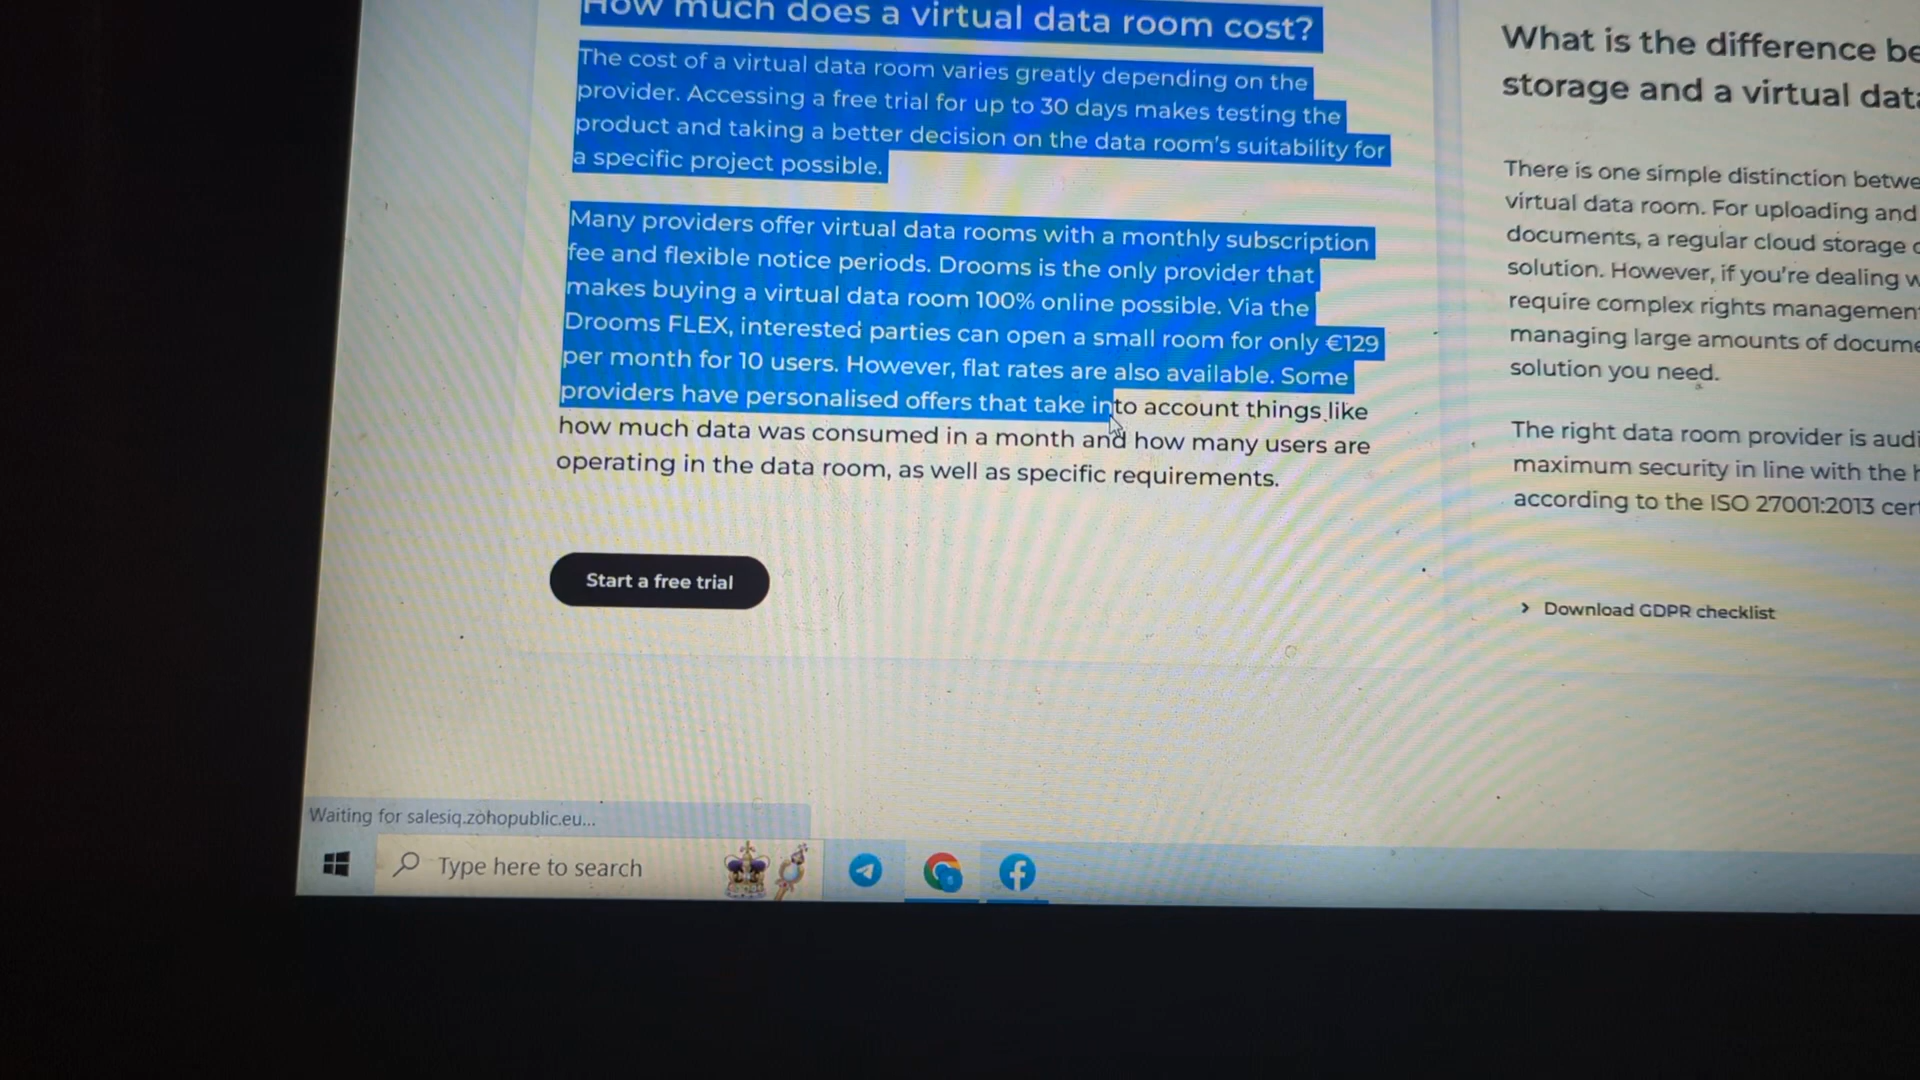 How much does a virtual data room cost?
The cost of a virtual data room varies greatly depending on the
provider. Accessing a free trial for up to 30 days makes testing the
product and taking a better decision on the data room's suitability for
a specific project possible.
Many providers offer virtual data rooms with a monthly subscription
fee and flexible notice periods. Drooms is the only provider that
makes buying a virtual data room 100% online possible. Via the
Drooms FLEX, interested parties can open a small room for only €129
per month for 10 users. However, flat rates are also available. Some
providers have personalised offers that take into account things like
how much data was consumed in a month and how many users are
operating in the data room, as well as specific requirements.
Start a free trial
What is the difference be
storage and a virtual data
There is one simple distinction betwe
virtual data room. For uploading and
documents, a regular cloud storage
solution. However, if you're dealing w
require complex rights management
managing large amounts of docume
solution you need.
The right data room provider is audi
maximum security in line with the h
according to the ISO 27001:2013 cert
Download GDPR checklist
Waiting for salesiq.zohopublic.eu...
Type here to search